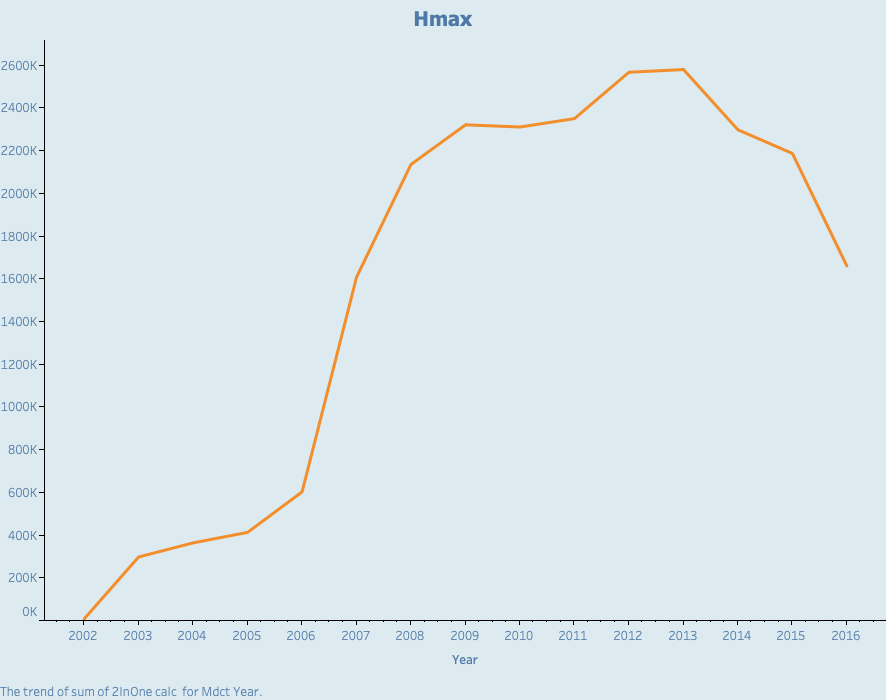 Hmax
2600K
2400K
2200K
2000K
1800K
1600K
1400K
1200K
1000K
800K
600K
400K
200K
0K
2002 2003 2004 2005 2006 2007 2008 2009 2010 2011 2012 2013 2014 2015 2016
Year
The trend of sum of 2InOne calc for Mdct Year.